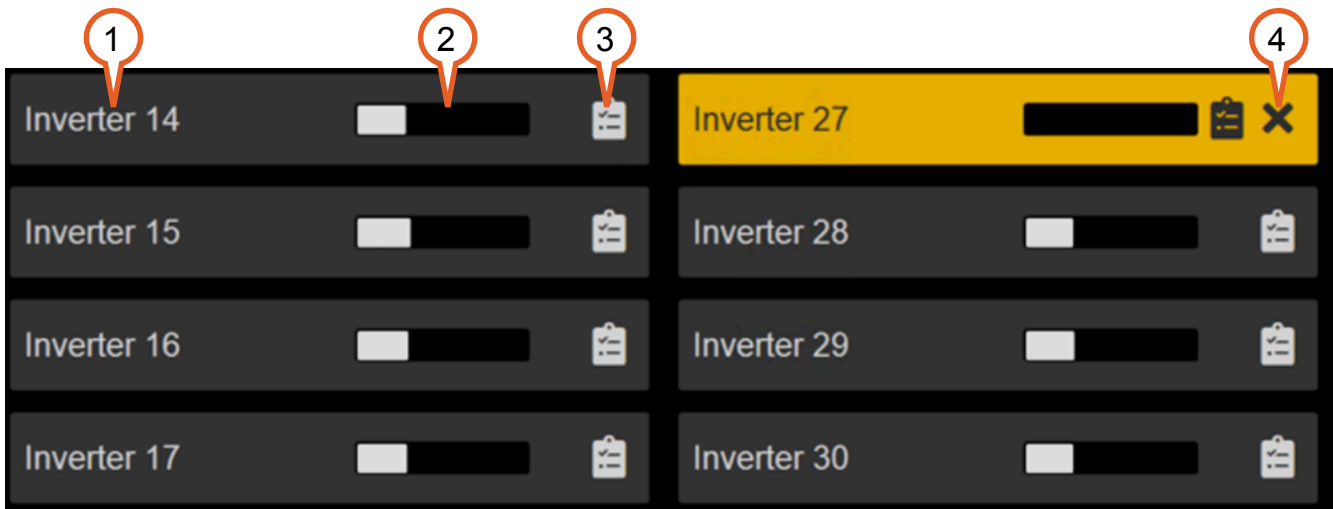 1 2 3 4
Inverter 14 Inverter 27
Inverter 15 Inverter 28
Inverter 16 Inverter 29
Inverter 17 Inverter 30